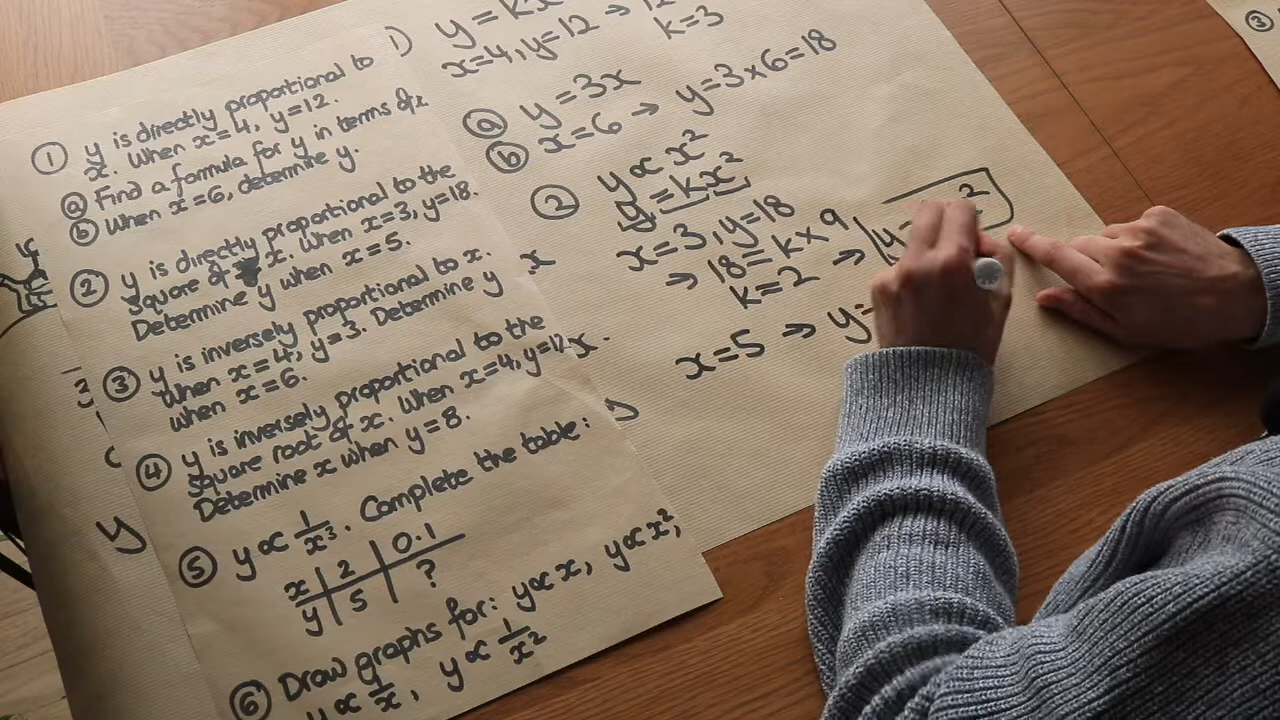 ① y is directly proportional to
x. When x=4, y=12.
ⓐ Find a formula for y in terms of x.
ⓑ When x=6, determine y.
② y is directly proportional to the
square of x. When x=3, y=18.
Determine y when x=5.
③ y is inversely proportional to x.
When x=4, y=3. Determine y
when x=6.
④ y is inversely proportional to the
square root of x. When x=4, y=12
Determine x when y=8.
⑤ y∝1/x³. Complete the table:
x 2 0.1
y 5 ?
⑥ Draw graphs for: y∝x, y∝x²,
y∝1/x, y∝1/x²
1) y=kx
x=4, y=12 →
k=3
ⓐ y=3x
ⓑ x=6 → y=3×6=18
② y∝x²
y=kx²
x=3, y=18
⇒ 18=k×9
k=2 ⇒ y=
x=5 ⇒ y=
x
x.
y
y
③